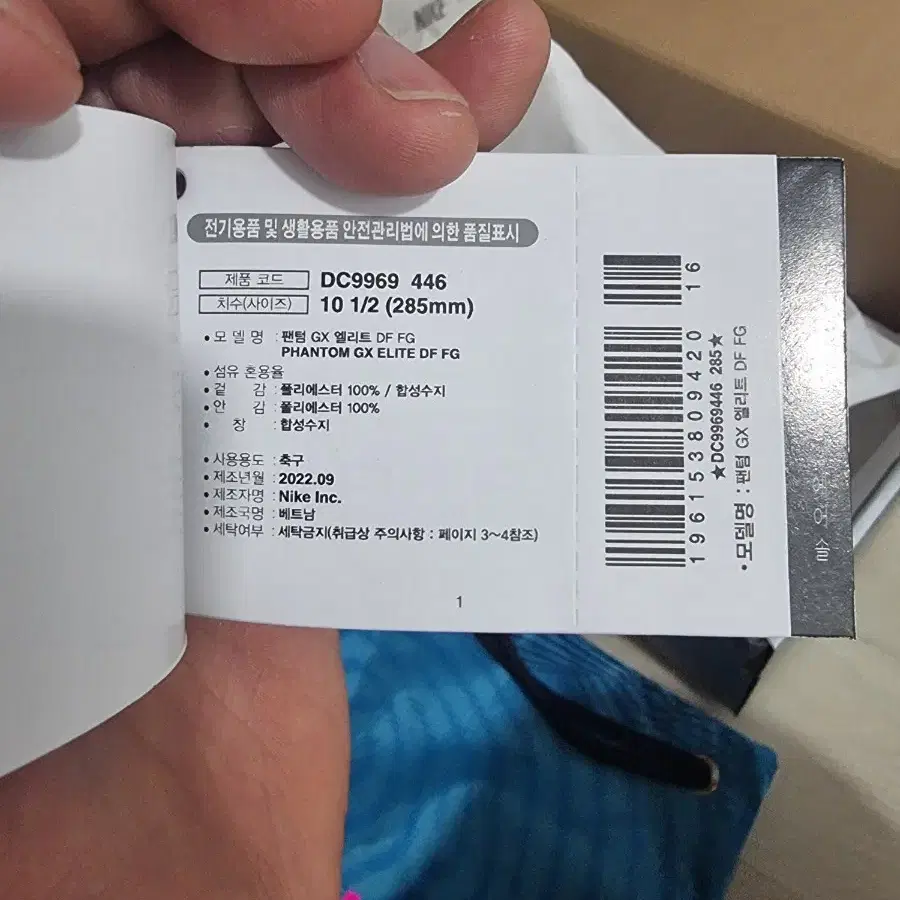 전기용품 및 생활용품 안전관리법에 의한 품질표시
제품 코드 DC9969 446
치수(사이즈) 10 1/2 (285mm)
• 모 델 명 : 팬텀 GX 엘리트 DF FG
PHANTOM GX ELITE DF FG
• 섬유 혼용율
• 겉 감 : 폴리에스터 100% / 합성수지
• 안 감 : 폴리에스터 100%
• 창 : 합성수지
• 사용용도 : 축구
• 제조년월 : 2022.09
• 제조자명 : Nike Inc.
• 제조국명 : 베트남
• 세탁여부 : 세탁금지(취급상 주의사항 : 페이지 3~4참조)
1
16
196153809420
★DC9969446 285★
• 모델명 : 팬텀 GX 엘리트 DF FG
에어 솔
NIKE